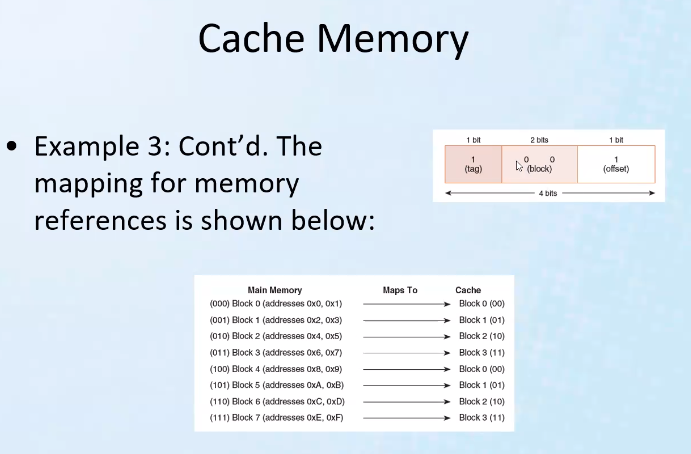 Cache Memory
• Example 3: Cont’d. The
mapping for memory
references is shown below:
1 bit 2 bits 1 bit
1 0 0 1
(tag) (block) (offset)
4 bits
Main Memory Maps To Cache
(000) Block 0 (addresses 0x0, 0x1) Block 0 (00)
(001) Block 1 (addresses 0x2, 0x3) Block 1 (01)
(010) Block 2 (addresses 0x4, 0x5) Block 2 (10)
(011) Block 3 (addresses 0x6, 0x7) Block 3 (11)
(100) Block 4 (addresses 0x8, 0x9) Block 0 (00)
(101) Block 5 (addresses 0xA, 0xB) Block 1 (01)
(110) Block 6 (addresses 0xC, 0xD) Block 2 (10)
(111) Block 7 (addresses 0xE, 0xF) Block 3 (11)